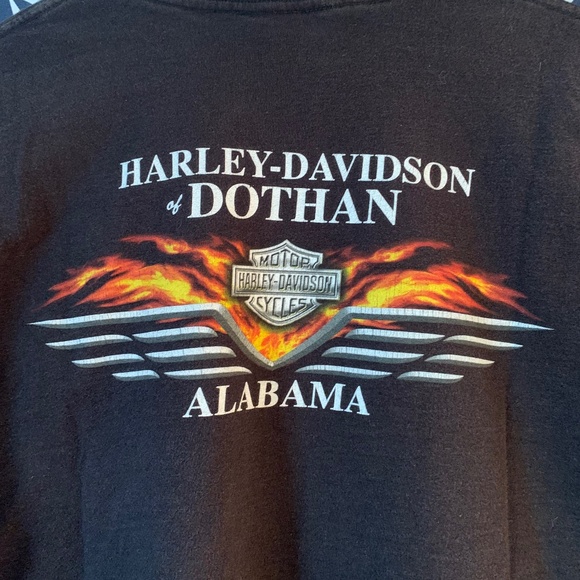 HARLEY-DAVIDSON
of DOTHAN
MOTOR
HARLEY-DAVIDSON
CYCLES
ALABAMA